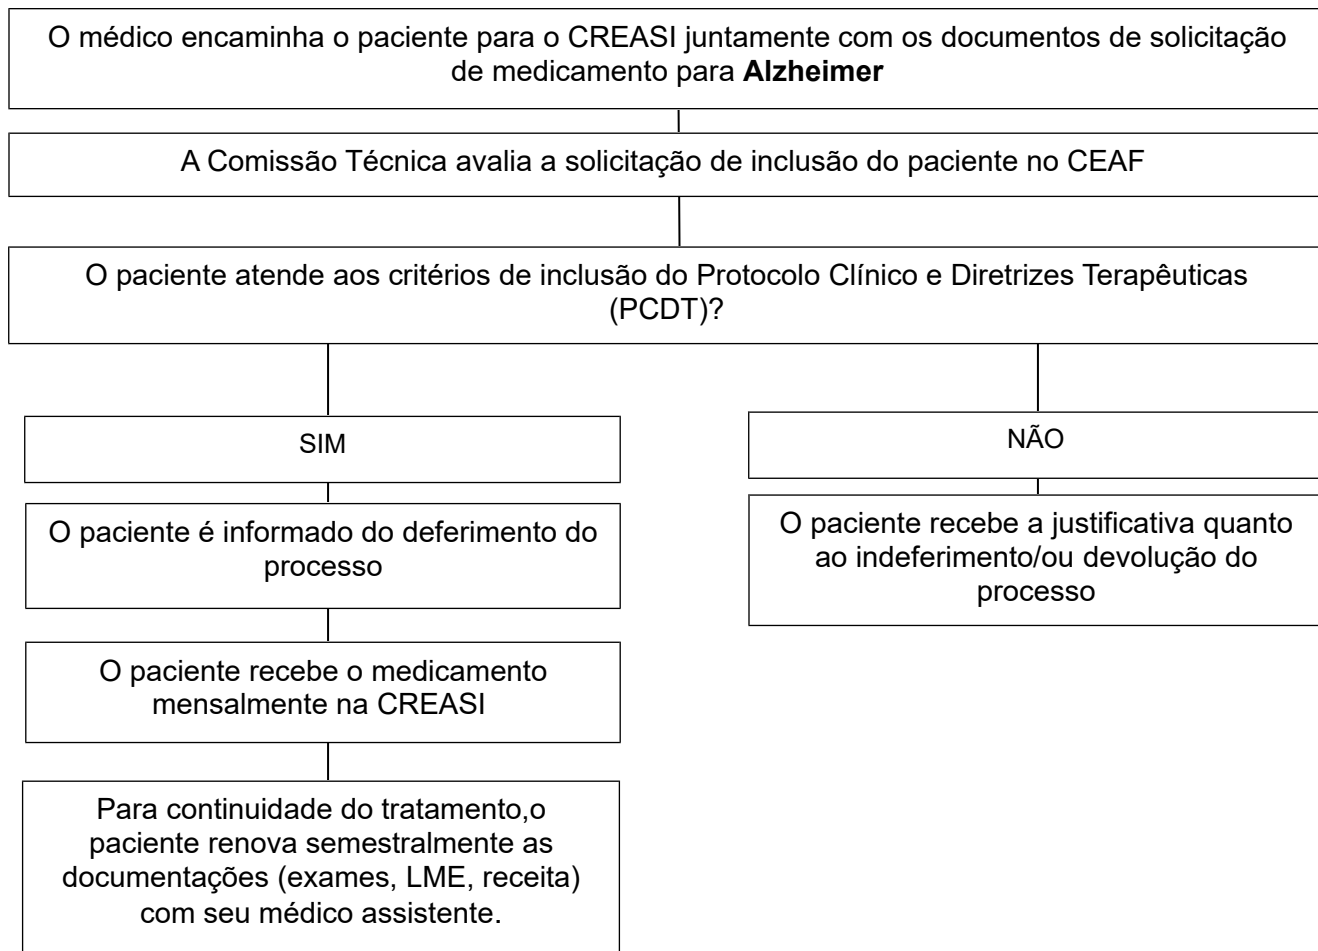 O médico encaminha o paciente para o CREASI juntamente com os documentos de solicitação
de medicamento para Alzheimer
A Comissão Técnica avalia a solicitação de inclusão do paciente no CEAF
O paciente atende aos critérios de inclusão do Protocolo Clínico e Diretrizes Terapêuticas
(PCDT)?
SIM
O paciente é informado do deferimento do
processo
O paciente recebe o medicamento
mensalmente na CREASI
Para continuidade do tratamento,o
paciente renova semestralmente as
documentações (exames, LME, receita)
com seu médico assistente.
NÃO
O paciente recebe a justificativa quanto
ao indeferimento/ou devolução do
processo